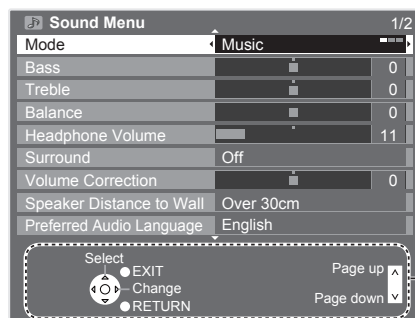 Sound Menu 1/2
Mode Music
Bass 0
Treble 0
Balance 0
Headphone Volume 11
Surround Off
Volume Correction 0
Speaker Distance to Wall Over 30cm
Preferred Audio Language English
Select
EXIT
Change
RETURN
Page up
Page down